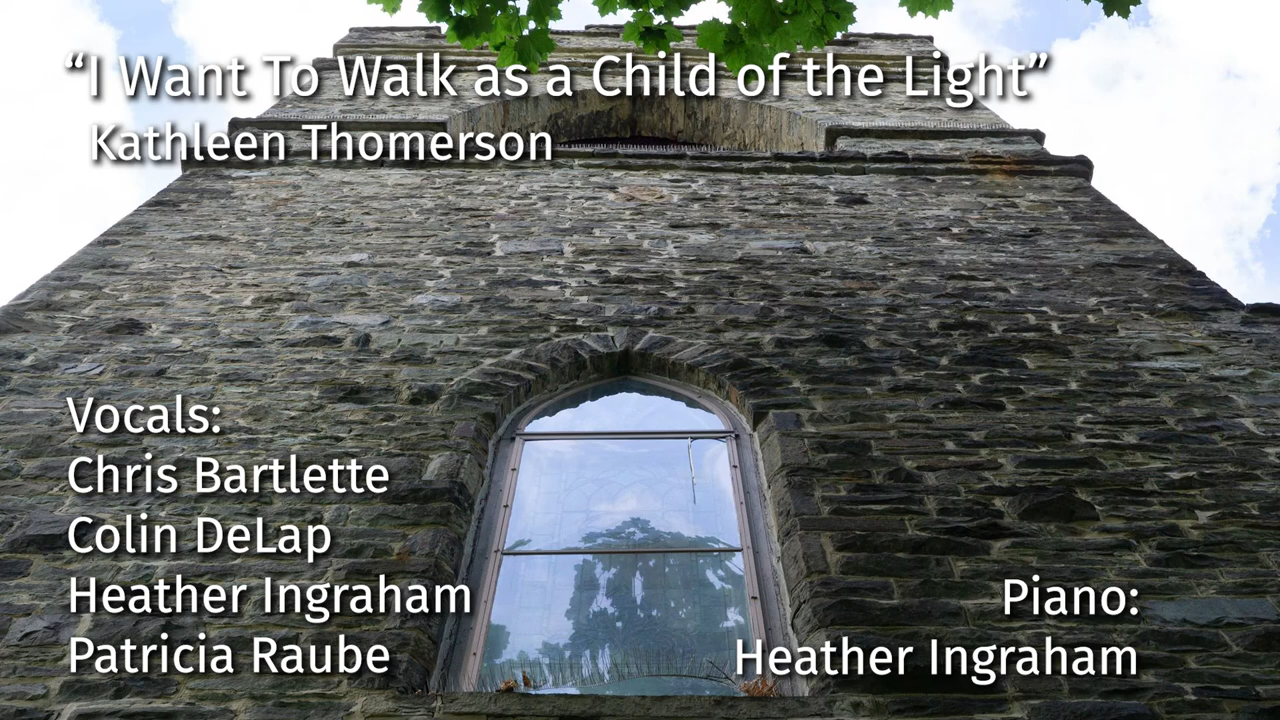 “I Want To Walk as a Child of the Light”
Kathleen Thomerson
Vocals:
Chris Bartlette
Colin DeLap
Heather Ingraham
Patricia Raube
Piano:
Heather Ingraham